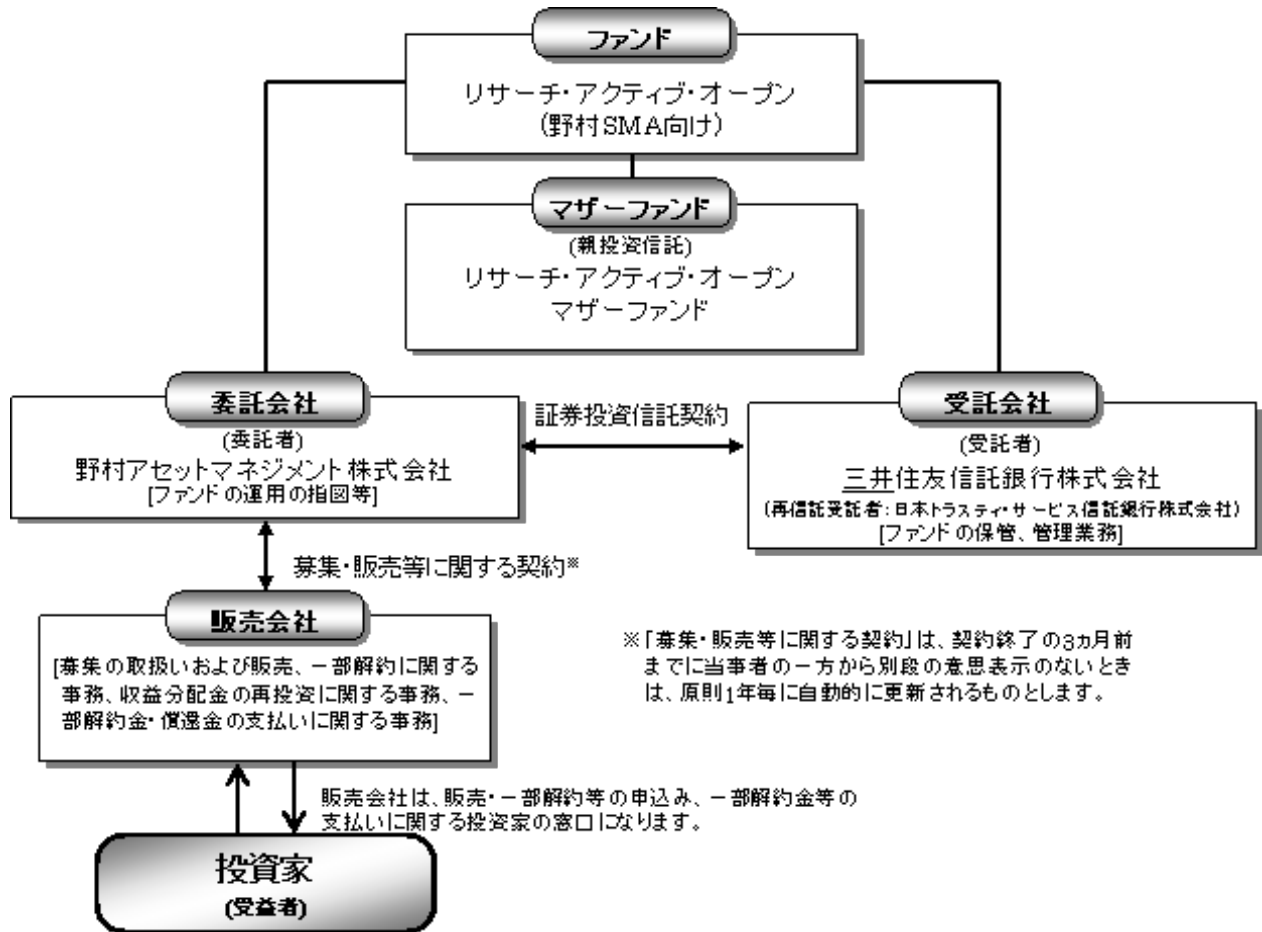 ファンド
リサーチ・アクティブ・オープン
(野村SMA向け)
マザーファンド
(親投資信託)
リサーチ・アクティブ・オープン
マザーファンド
委託会社
(委託者)
野村アセットマネジメント株式会社
[ファンドの運用の指図等]
証券投資信託契約
受託会社
(受託者)
三井住友信託銀行株式会社
(再信託受託者:日本トラスティ・サービス信託銀行株式会社)
[ファンドの保管、管理業務]
募集・販売等に関する契約※
販売会社
[募集の取扱いおよび販売、一部解約に関する
事務、収益分配金の再投資に関する事務、一
部解約金・償還金の支払いに関する事務]
※「募集・販売等に関する契約」は、契約終了の3ヵ月前
までに当事者の一方から別段の意思表示のないとき
は、原則1年毎に自動的に更新されるものとします。
販売会社は、販売・一部解約等の申込み、一部解約金等の
支払いに関する投資家の窓口になります。
投資家
(受益者)